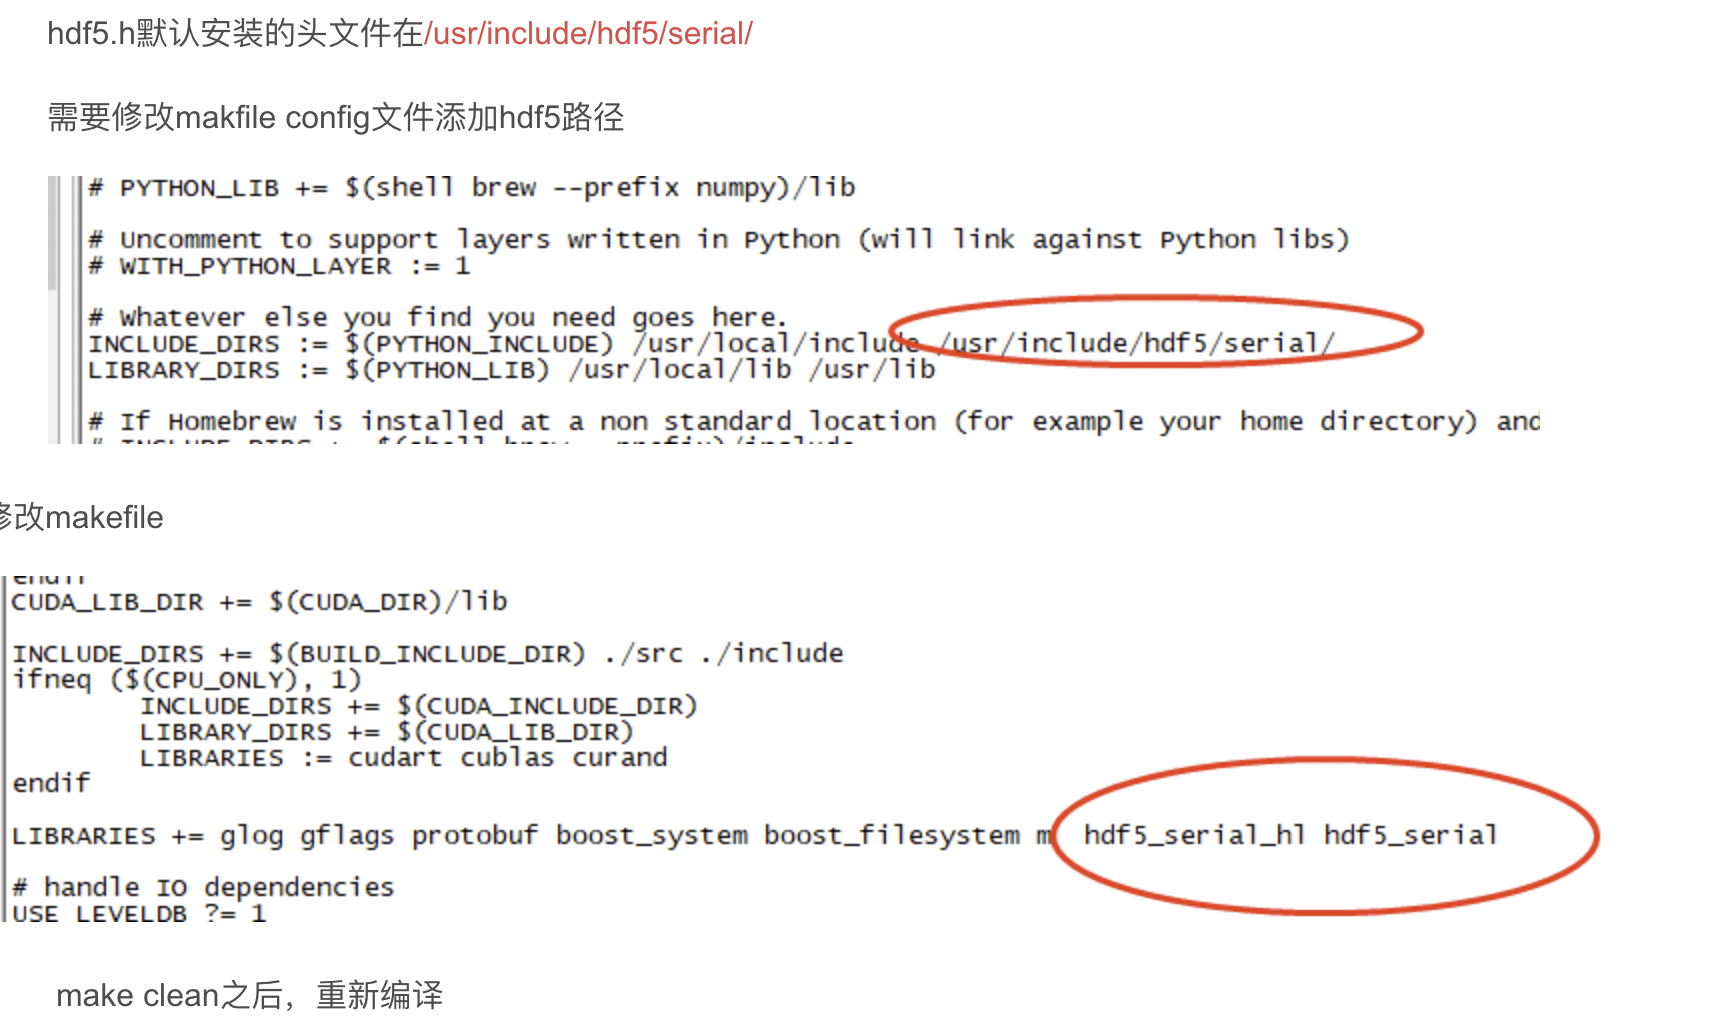 hdf5.h默认安装的头文件在/usr/include/hdf5/serial/
需要修改makfile config文件添加hdf5路径
# PYTHON_LIB += $(shell brew --prefix numpy)/lib
# Uncomment to support layers written in Python (will link against Python libs)
# WITH_PYTHON_LAYER := 1
# Whatever else you find you need goes here.
INCLUDE_DIRS := $(PYTHON_INCLUDE) /usr/local/include /usr/include/hdf5/serial/
LIBRARY_DIRS := $(PYTHON_LIB) /usr/local/lib /usr/lib
# If Homebrew is installed at a non standard location (for example your home directory) and
# INCLUDE_DIRS += $(shell brew --prefix)/include
修改makefile
endif
CUDA_LIB_DIR += $(CUDA_DIR)/lib
INCLUDE_DIRS += $(BUILD_INCLUDE_DIR) ./src ./include
ifneq ($(CPU_ONLY), 1)
INCLUDE_DIRS += $(CUDA_INCLUDE_DIR)
LIBRARY_DIRS += $(CUDA_LIB_DIR)
LIBRARIES := cudart cublas curand
endif
LIBRARIES += glog gflags protobuf boost_system boost_filesystem m hdf5_serial_hl hdf5_serial
# handle IO dependencies
USE_LEVELDB ?= 1
make clean之后，重新编译